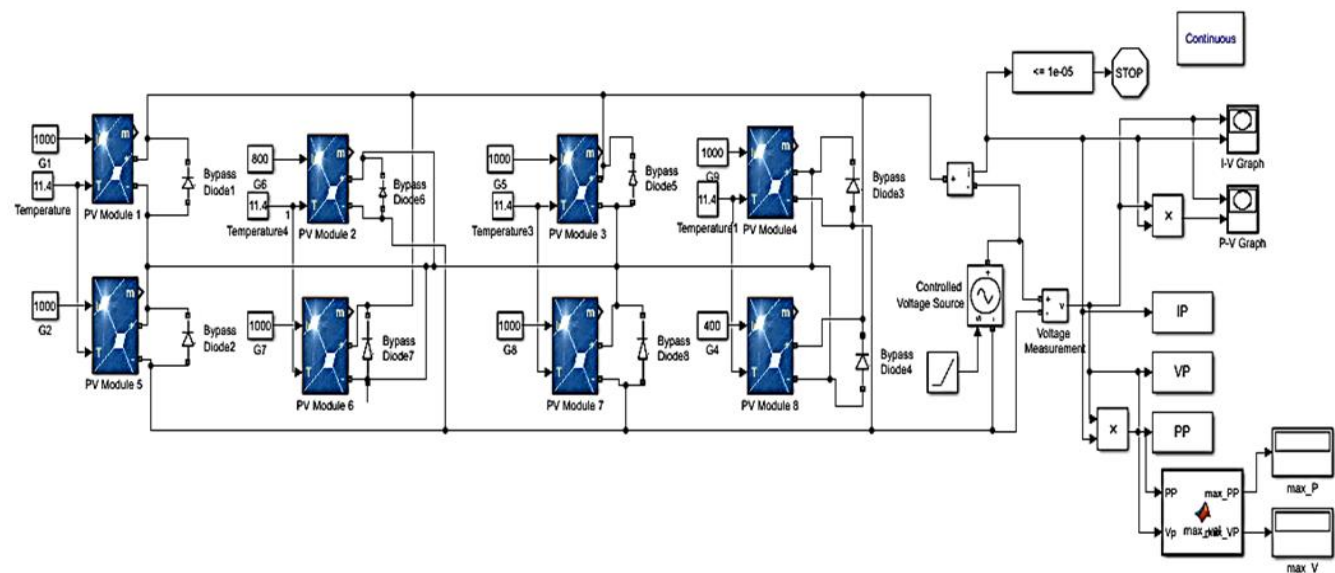 Continuous
<= 1e-05
STOP
1000
m
G1
11.4
T
+
-
Temperature
PV Module 1
Bypass
Diode1
800
m
G6
11.4
1
T
+
-
Temperature4
PV Module 2
Bypass
Diode6
1000
m
G5
11.4
T
+
-
Temperature3
PV Module 3
Bypass
Diode5
1000
m
G9
11.4
T
+
-
Temperature1
PV Module4
Bypass
Diode3
+
i
-
I-V Graph
×
P-V Graph
1000
m
G2
T
+
-
PV Module 5
Bypass
Diode2
1000
m
G7
T
+
-
PV Module 6
Bypass
Diode7
1000
m
G8
T
+
-
PV Module 7
Bypass
Diode8
400
m
G4
T
+
-
PV Module 8
Bypass
Diode4
Controlled
Voltage Source
+
s
-
+
v
-
Voltage
Measurement
IP
VP
×
PP
PP
max_PP
Vp
max_VP
max_P
max_V